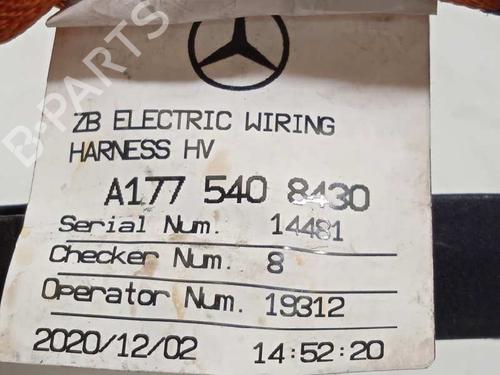 ZB ELECTRIC WIRING
HARNESS HV
A177 540 8430
Serial Num. 14481
Checker Num. 8
Operator Num. 19312
2020/12/02 14:52:20
B-PARTS